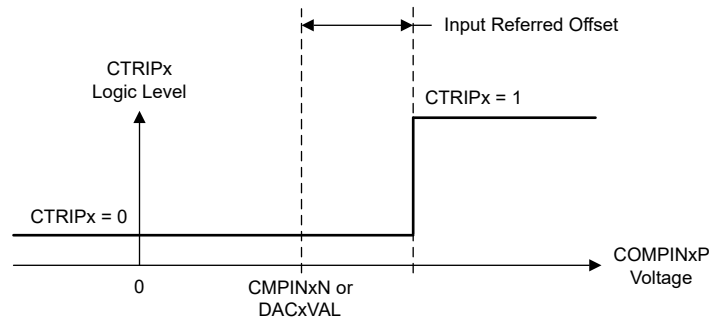 Input Referred Offset
CTRIPx
Logic Level
CTRIPx = 1
CTRIPx = 0
COMPINxP
Voltage
0
CMPINxN or
DACxVAL